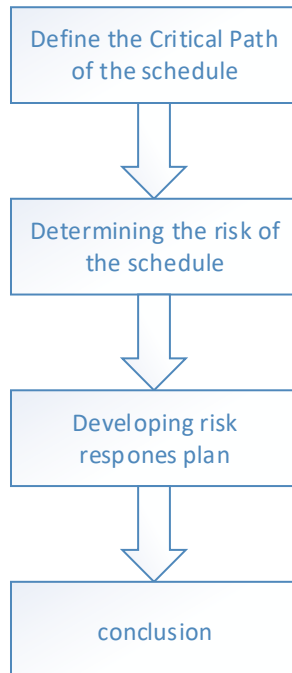 Define the Critical Path
of the schedule
Determining the risk of
the schedule
Developing risk
respones plan
conclusion